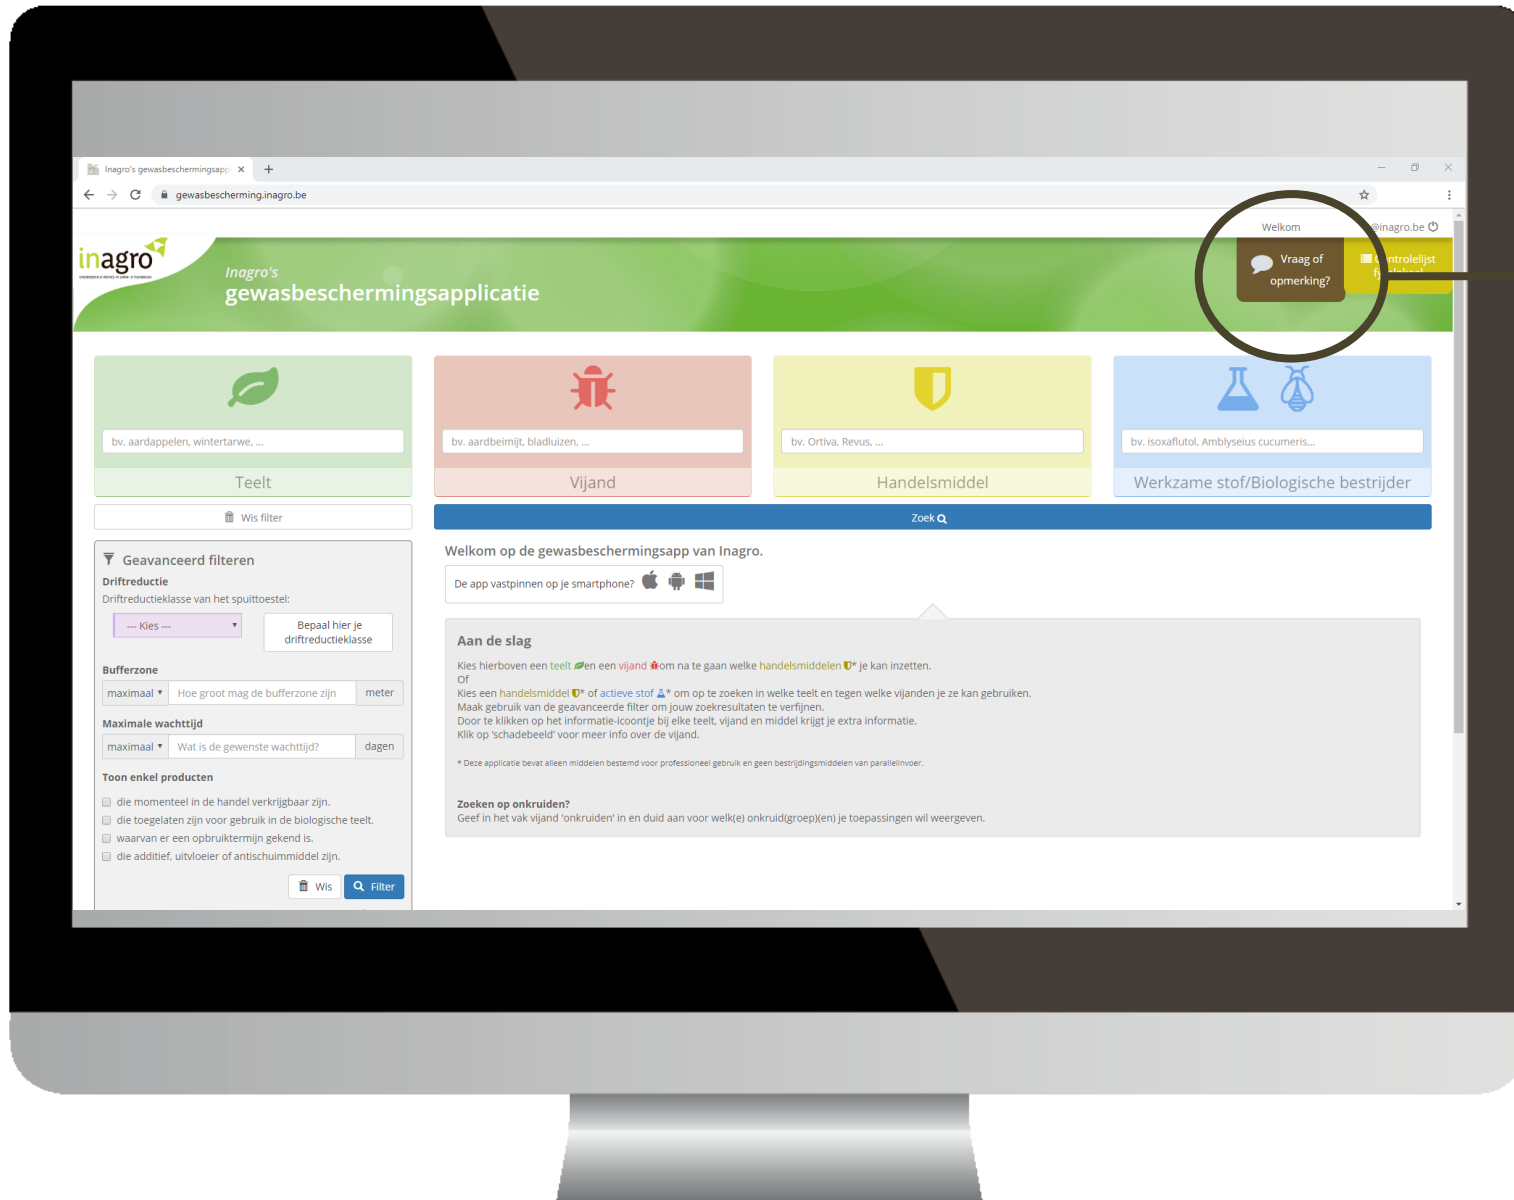 Inagro's gewasbeschermingsapp
gewasbescherming.inagro.be
Welkom
@inagro.be
inagro
Inagro's
gewasbeschermingsapplicatie
Vraag of
opmerking?
Controlelijst
bv. aardappelen, wintertarwe, ...
bv. aardbeimijt, bladluizen, ...
bv. Ortiva, Revus, ...
bv. isoxaflutol, Amblyseius cucumeris...
Teelt
Vijand
Handelsmiddel
Werkzame stof/Biologische bestrijder
Wis filter
Zoek
Geavanceerd filteren
Driftreductie
Driftreductieklasse van het spuittoestel:
--- Kies ---
Bepaal hier je
driftreductieklasse
Bufferzone
maximaal Hoe groot mag de bufferzone zijn meter
Maximale wachttijd
maximaal Wat is de gewenste wachttijd? dagen
Toon enkel producten
die momenteel in de handel verkrijgbaar zijn.
die toegelaten zijn voor gebruik in de biologische teelt.
waarvan er een opbruiktermijn gekend is.
die additief, uitvloeier of antischuimmiddel zijn.
Wis Filter
Welkom op de gewasbeschermingsapp van Inagro.
De app vastpinnen op je smartphone?
Aan de slag
Kies hierboven een teelt en een vijand om na te gaan welke handelsmiddelen * je kan inzetten.
Of
Kies een handelsmiddel * of actieve stof * om op te zoeken in welke teelt en tegen welke vijanden je ze kan gebruiken.
Maak gebruik van de geavanceerde filter om jouw zoekresultaten te verfijnen.
Door te klikken op het informatie-icoontje bij elke teelt, vijand en middel krijgt je extra informatie.
Klik op 'schadebeeld' voor meer info over de vijand.
* Deze applicatie bevat alleen middelen bestemd voor professioneel gebruik en geen bestrijdingsmiddelen van parallelinvoer.
Zoeken op onkruiden?
Geef in het vak vijand 'onkruiden' in en duid aan voor welk(e) onkruid(groep)(en) je toepassingen wil weergeven.